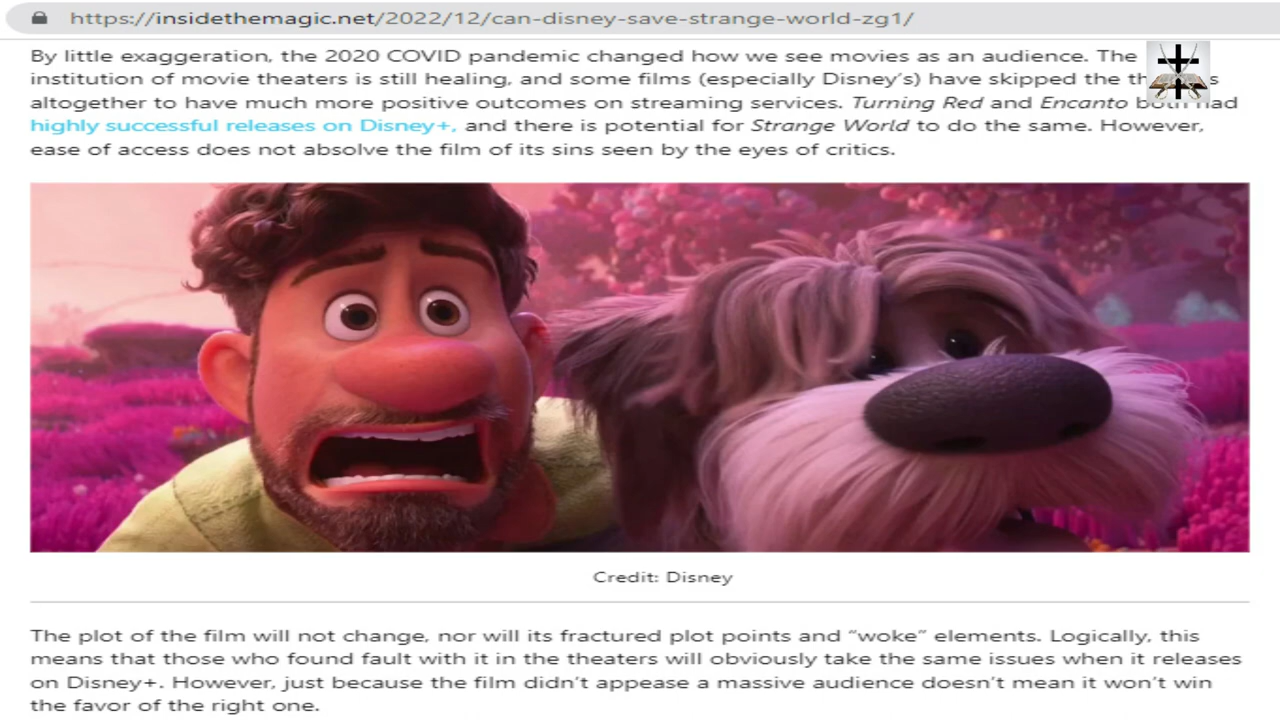 https://insidethemagic.net/2022/12/can-disney-save-strange-world-zg1/
By little exaggeration, the 2020 COVID pandemic changed how we see movies as an audience. The
institution of movie theaters is still healing, and some films (especially Disney's) have skipped the
altogether to have much more positive outcomes on streaming services. Turning Red and Encanto both had
highly successful releases on Disney+, and there is potential for Strange World to do the same. However,
ease of access does not absolve the film of its sins seen by the eyes of critics.
Credit: Disney
The plot of the film will not change, nor will its fractured plot points and “woke” elements. Logically, this
means that those who found fault with it in the theaters will obviously take the same issues when it releases
on Disney+. However, just because the film didn't appease a massive audience doesn't mean it won't win
the favor of the right one.